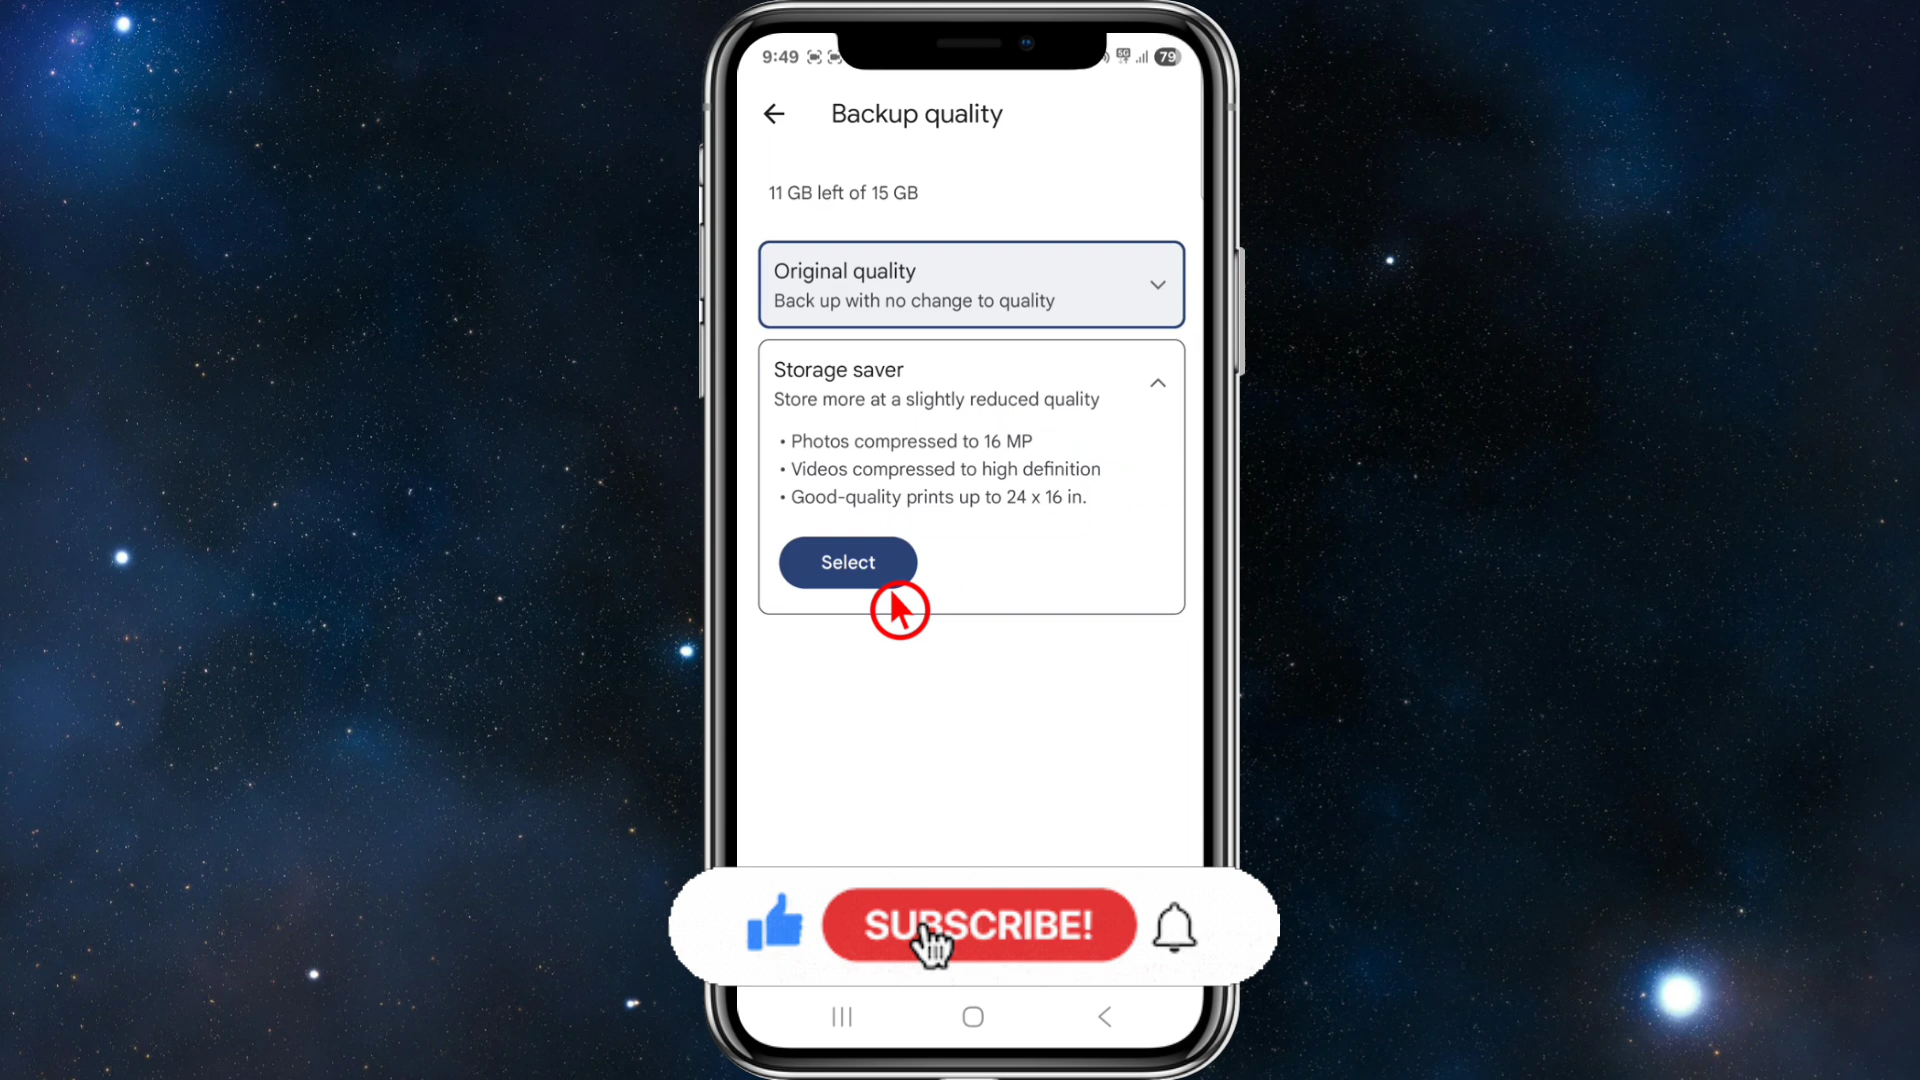 9:49
5G
79
Backup quality
11 GB left of 15 GB
Original quality
Back up with no change to quality
Storage saver
Store more at a slightly reduced quality
• Photos compressed to 16 MP
• Videos compressed to high definition
• Good-quality prints up to 24 x 16 in.
Select
SUBSCRIBE!